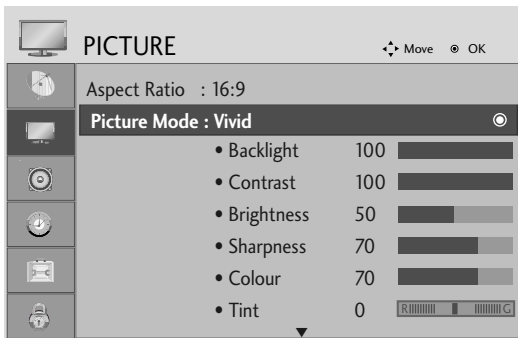 PICTURE
Move OK
Aspect Ratio : 16:9
Picture Mode : Vivid
• Backlight 100
• Contrast 100
• Brightness 50
• Sharpness 70
• Colour 70
• Tint 0 R G